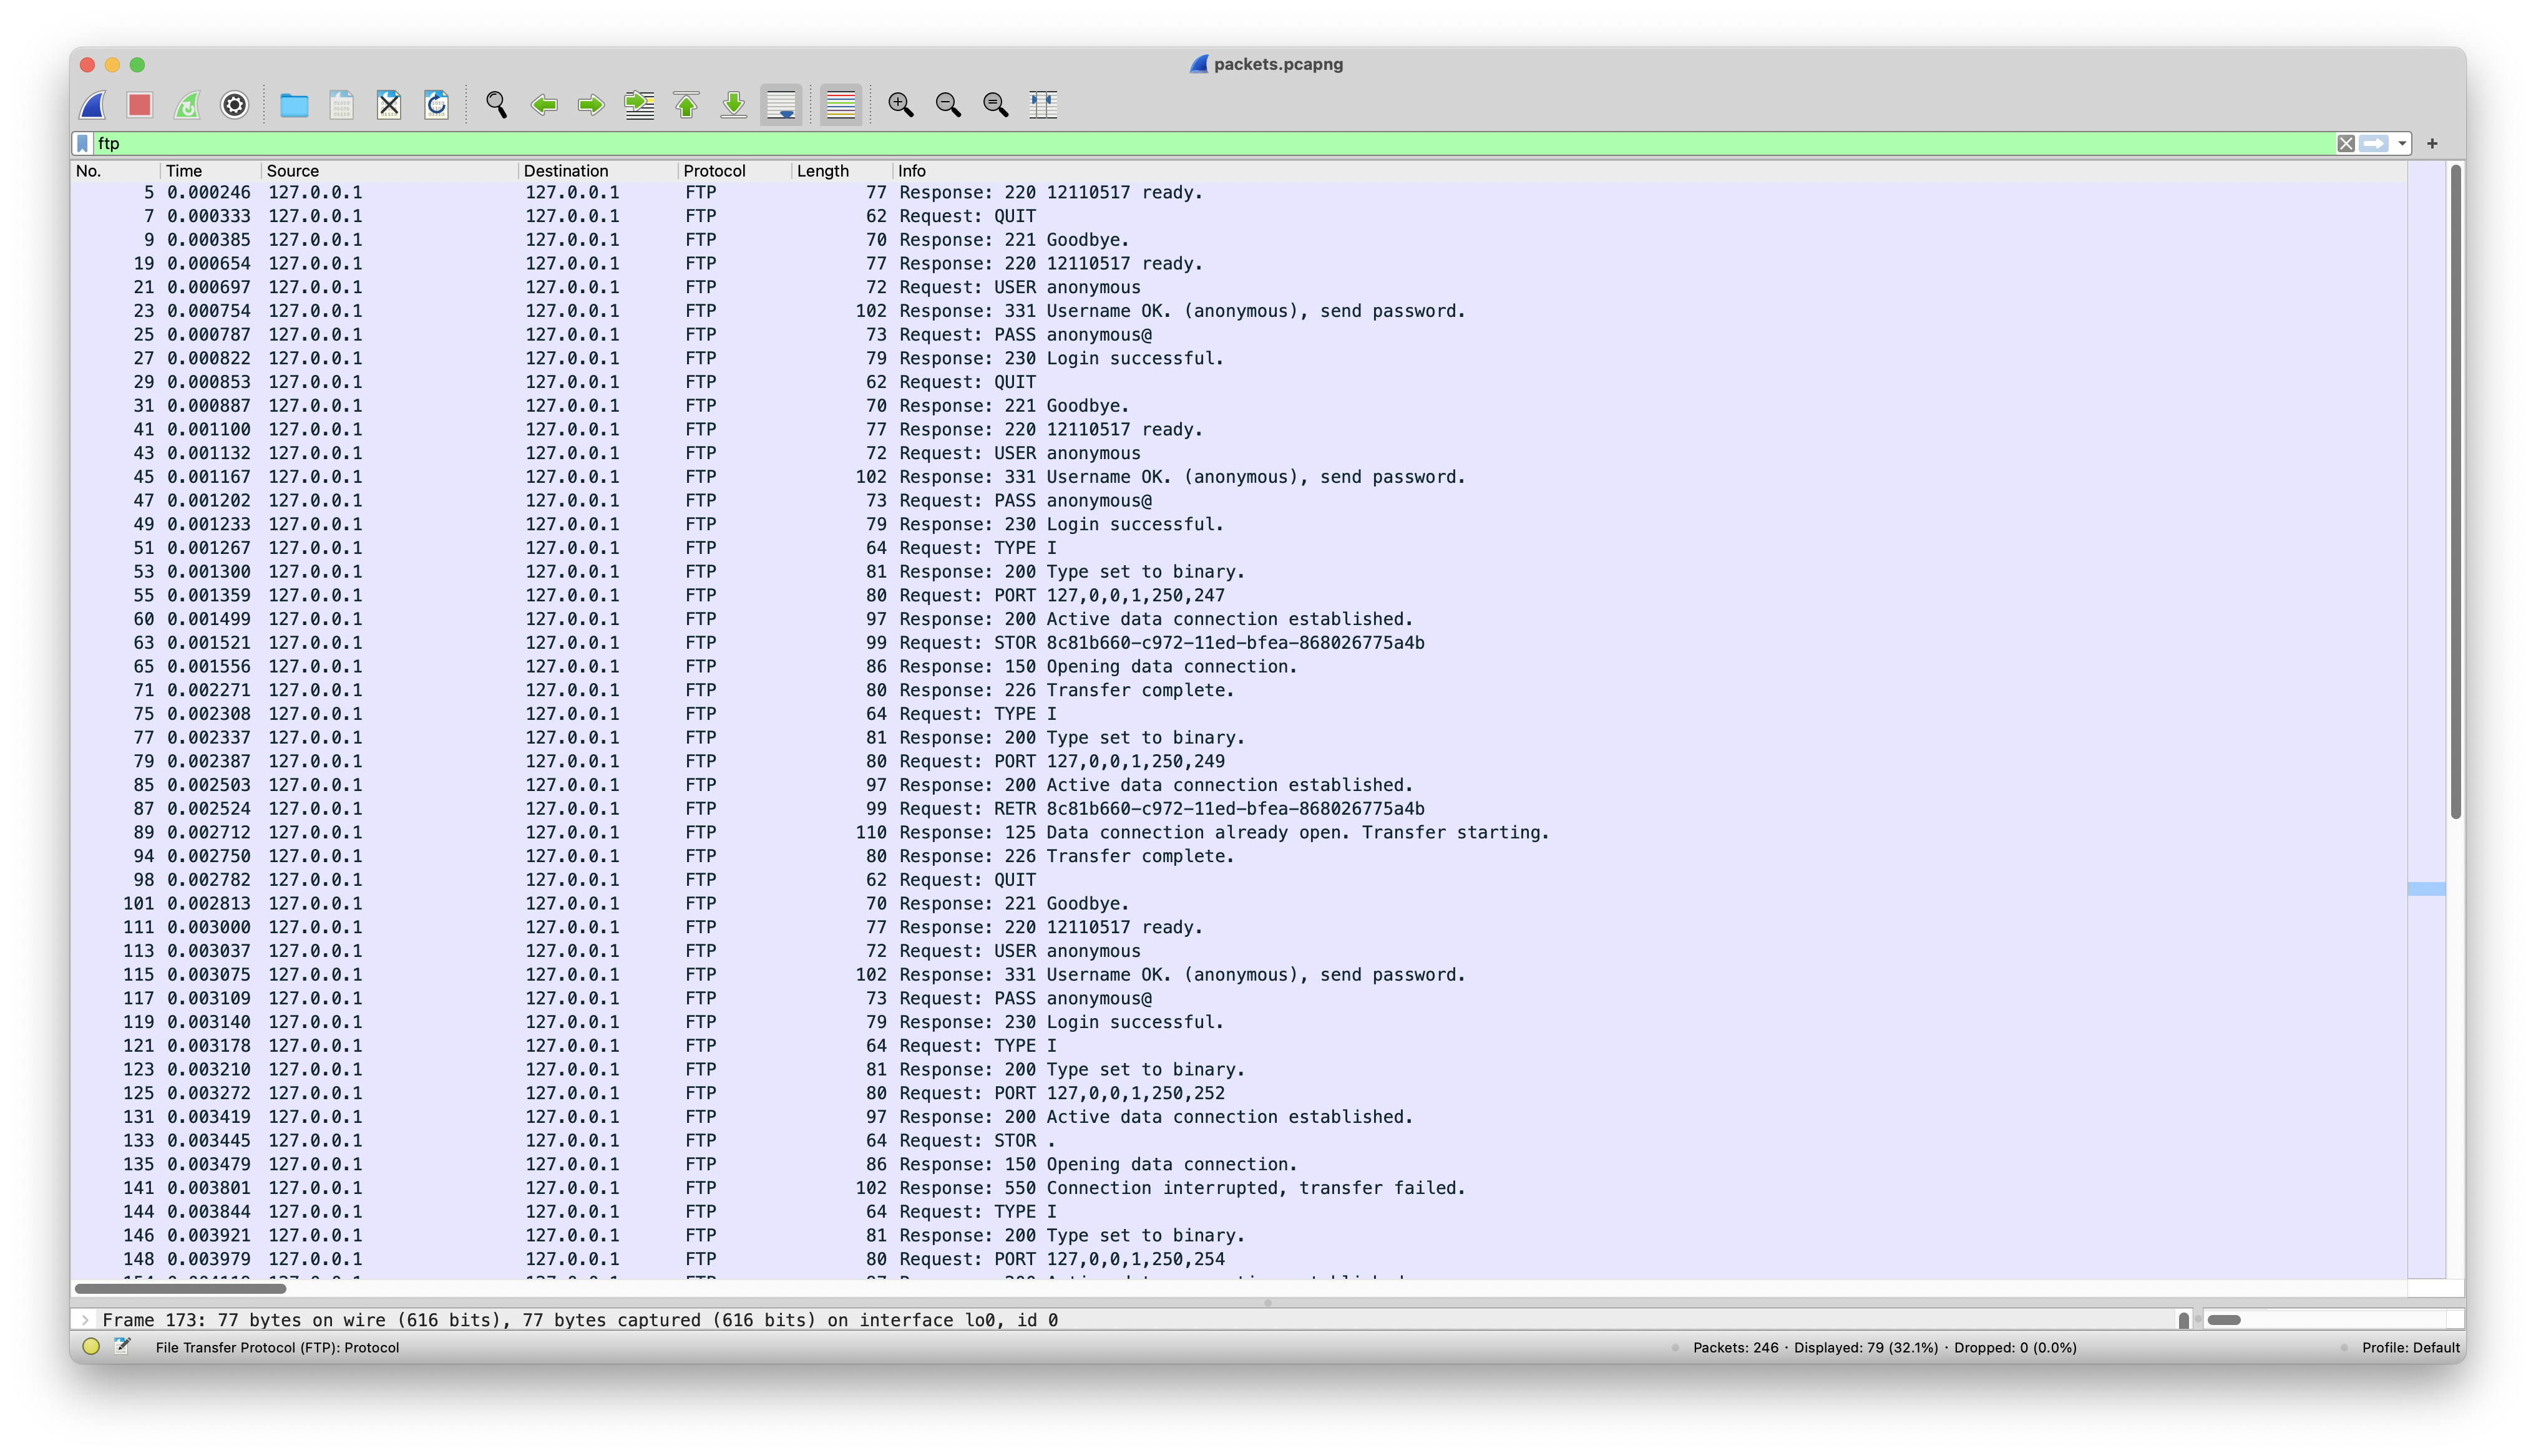 packets.pcapng
ftp
+
No. Time Source Destination Protocol Length Info
5 0.000246 127.0.0.1 127.0.0.1 FTP 77 Response: 220 12110517 ready.
7 0.000333 127.0.0.1 127.0.0.1 FTP 62 Request: QUIT
9 0.000385 127.0.0.1 127.0.0.1 FTP 70 Response: 221 Goodbye.
19 0.000654 127.0.0.1 127.0.0.1 FTP 77 Response: 220 12110517 ready.
21 0.000697 127.0.0.1 127.0.0.1 FTP 72 Request: USER anonymous
23 0.000754 127.0.0.1 127.0.0.1 FTP 102 Response: 331 Username OK. (anonymous), send password.
25 0.000787 127.0.0.1 127.0.0.1 FTP 73 Request: PASS anonymous@
27 0.000822 127.0.0.1 127.0.0.1 FTP 79 Response: 230 Login successful.
29 0.000853 127.0.0.1 127.0.0.1 FTP 62 Request: QUIT
31 0.000887 127.0.0.1 127.0.0.1 FTP 70 Response: 221 Goodbye.
41 0.001100 127.0.0.1 127.0.0.1 FTP 77 Response: 220 12110517 ready.
43 0.001132 127.0.0.1 127.0.0.1 FTP 72 Request: USER anonymous
45 0.001167 127.0.0.1 127.0.0.1 FTP 102 Response: 331 Username OK. (anonymous), send password.
47 0.001202 127.0.0.1 127.0.0.1 FTP 73 Request: PASS anonymous@
49 0.001233 127.0.0.1 127.0.0.1 FTP 79 Response: 230 Login successful.
51 0.001267 127.0.0.1 127.0.0.1 FTP 64 Request: TYPE I
53 0.001300 127.0.0.1 127.0.0.1 FTP 81 Response: 200 Type set to binary.
55 0.001359 127.0.0.1 127.0.0.1 FTP 80 Request: PORT 127,0,0,1,250,247
60 0.001499 127.0.0.1 127.0.0.1 FTP 97 Response: 200 Active data connection established.
63 0.001521 127.0.0.1 127.0.0.1 FTP 99 Request: STOR 8c81b660-c972-11ed-bfea-868026775a4b
65 0.001556 127.0.0.1 127.0.0.1 FTP 86 Response: 150 Opening data connection.
71 0.002271 127.0.0.1 127.0.0.1 FTP 80 Response: 226 Transfer complete.
75 0.002308 127.0.0.1 127.0.0.1 FTP 64 Request: TYPE I
77 0.002337 127.0.0.1 127.0.0.1 FTP 81 Response: 200 Type set to binary.
79 0.002387 127.0.0.1 127.0.0.1 FTP 80 Request: PORT 127,0,0,1,250,249
85 0.002503 127.0.0.1 127.0.0.1 FTP 97 Response: 200 Active data connection established.
87 0.002524 127.0.0.1 127.0.0.1 FTP 99 Request: RETR 8c81b660-c972-11ed-bfea-868026775a4b
89 0.002712 127.0.0.1 127.0.0.1 FTP 110 Response: 125 Data connection already open. Transfer starting.
94 0.002750 127.0.0.1 127.0.0.1 FTP 80 Response: 226 Transfer complete.
98 0.002782 127.0.0.1 127.0.0.1 FTP 62 Request: QUIT
101 0.002813 127.0.0.1 127.0.0.1 FTP 70 Response: 221 Goodbye.
111 0.003000 127.0.0.1 127.0.0.1 FTP 77 Response: 220 12110517 ready.
113 0.003037 127.0.0.1 127.0.0.1 FTP 72 Request: USER anonymous
115 0.003075 127.0.0.1 127.0.0.1 FTP 102 Response: 331 Username OK. (anonymous), send password.
117 0.003109 127.0.0.1 127.0.0.1 FTP 73 Request: PASS anonymous@
119 0.003140 127.0.0.1 127.0.0.1 FTP 79 Response: 230 Login successful.
121 0.003178 127.0.0.1 127.0.0.1 FTP 64 Request: TYPE I
123 0.003210 127.0.0.1 127.0.0.1 FTP 81 Response: 200 Type set to binary.
125 0.003272 127.0.0.1 127.0.0.1 FTP 80 Request: PORT 127,0,0,1,250,252
131 0.003419 127.0.0.1 127.0.0.1 FTP 97 Response: 200 Active data connection established.
133 0.003445 127.0.0.1 127.0.0.1 FTP 64 Request: STOR .
135 0.003479 127.0.0.1 127.0.0.1 FTP 86 Response: 150 Opening data connection.
141 0.003801 127.0.0.1 127.0.0.1 FTP 102 Response: 550 Connection interrupted, transfer failed.
144 0.003844 127.0.0.1 127.0.0.1 FTP 64 Request: TYPE I
146 0.003921 127.0.0.1 127.0.0.1 FTP 81 Response: 200 Type set to binary.
148 0.003979 127.0.0.1 127.0.0.1 FTP 80 Request: PORT 127,0,0,1,250,254
Frame 173: 77 bytes on wire (616 bits), 77 bytes captured (616 bits) on interface lo0, id 0
File Transfer Protocol (FTP): Protocol
Packets: 246 · Displayed: 79 (32.1%) · Dropped: 0 (0.0%)
Profile: Default